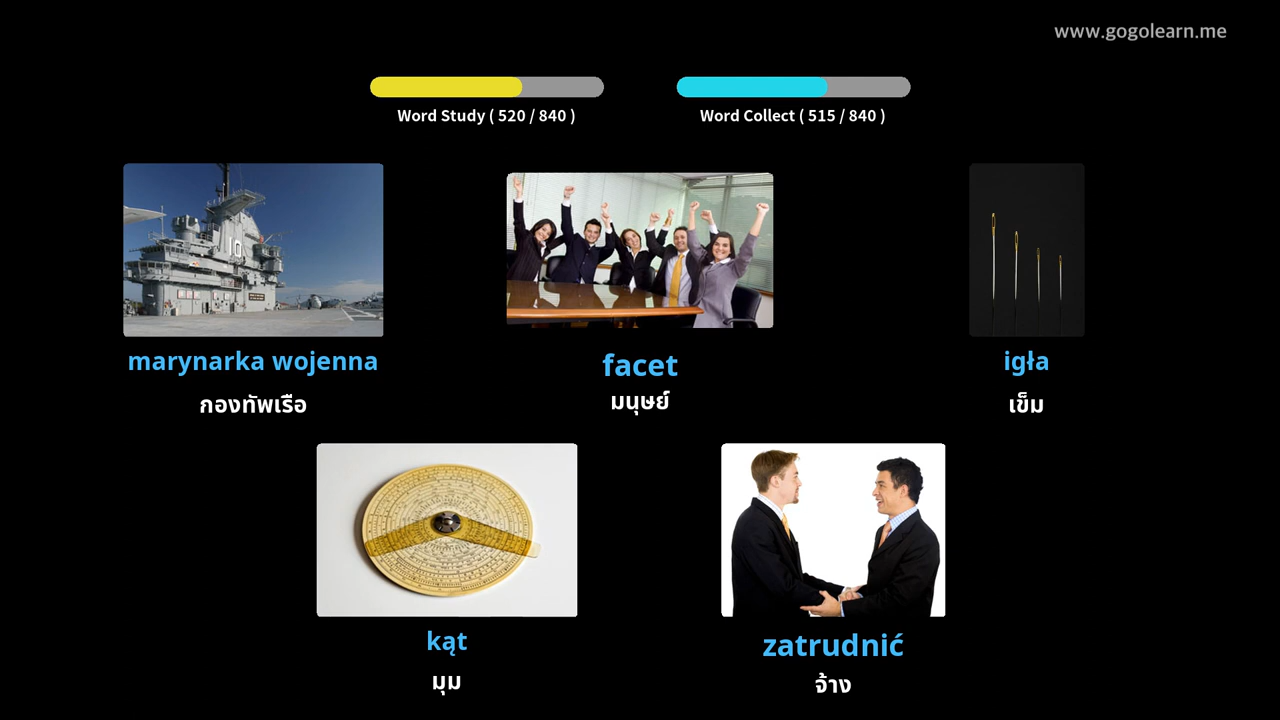 www.gogolearn.me
Word Study ( 520 / 840 )
Word Collect ( 515 / 840 )
10
marynarka wojenna
กองทัพเรือ
facet
มนุษย์
igła
เข็ม
kąt
มุม
zatrudnić
จ้าง